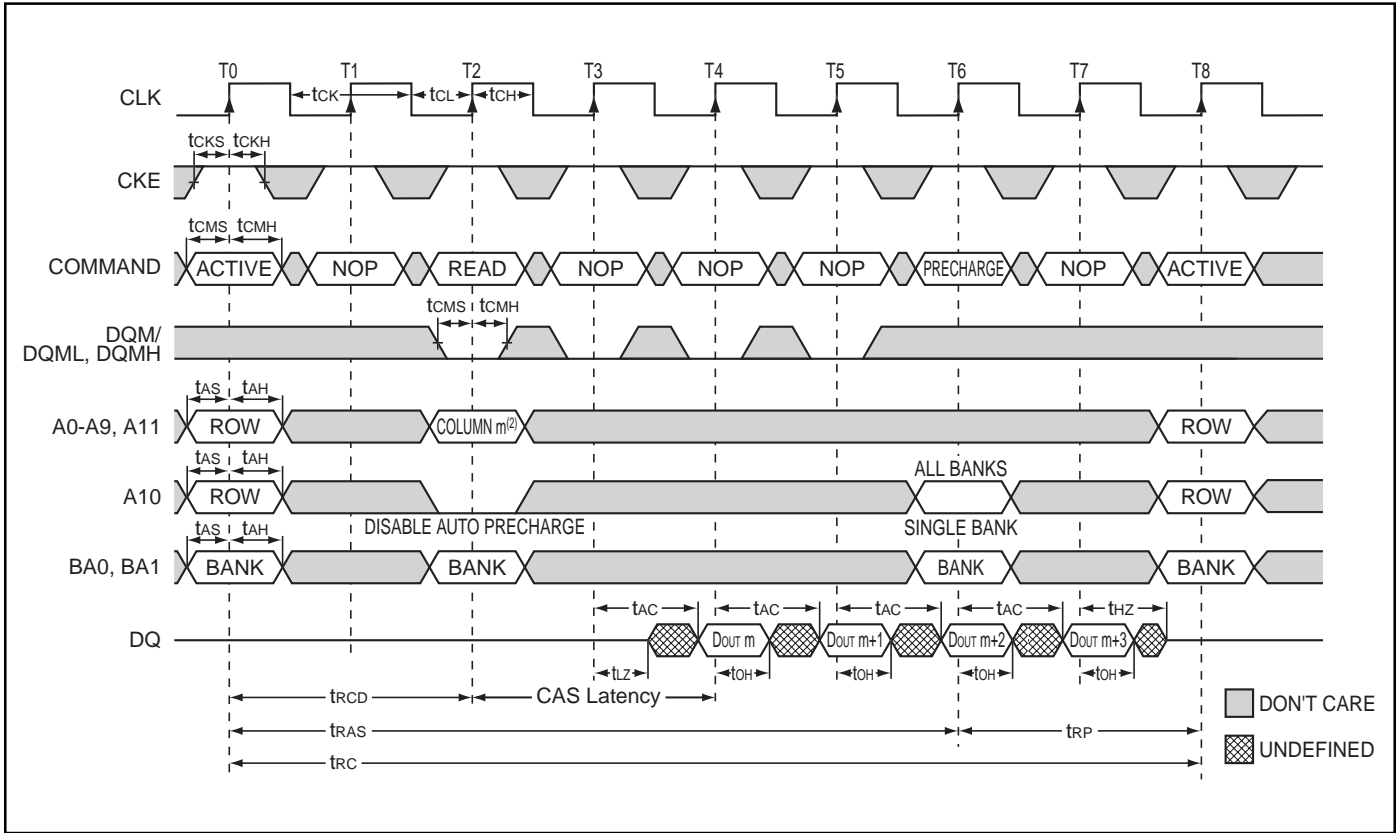 T0 T1 T2 T3 T4 T5 T6 T7 T8
CLK
tCK tCL tCH
tCKS tCKH
CKE
tCMS tCMH
COMMAND ACTIVE NOP READ NOP NOP NOP PRECHARGE NOP ACTIVE
tCMS tCMH
DQM/
DQML, DQMH
tAS tAH
A0-A9, A11 ROW COLUMN m(2) ROW
tAS tAH
ALL BANKS
A10 ROW ROW
DISABLE AUTO PRECHARGE SINGLE BANK
tAS tAH
BA0, BA1 BANK BANK BANK BANK
tAC tAC tAC tAC tHZ
DQ DOUT m DOUT m+1 DOUT m+2 DOUT m+3
tLZ tOH tOH tOH tOH
tRCD CAS Latency
DON'T CARE
tRAS tRP
UNDEFINED
tRC